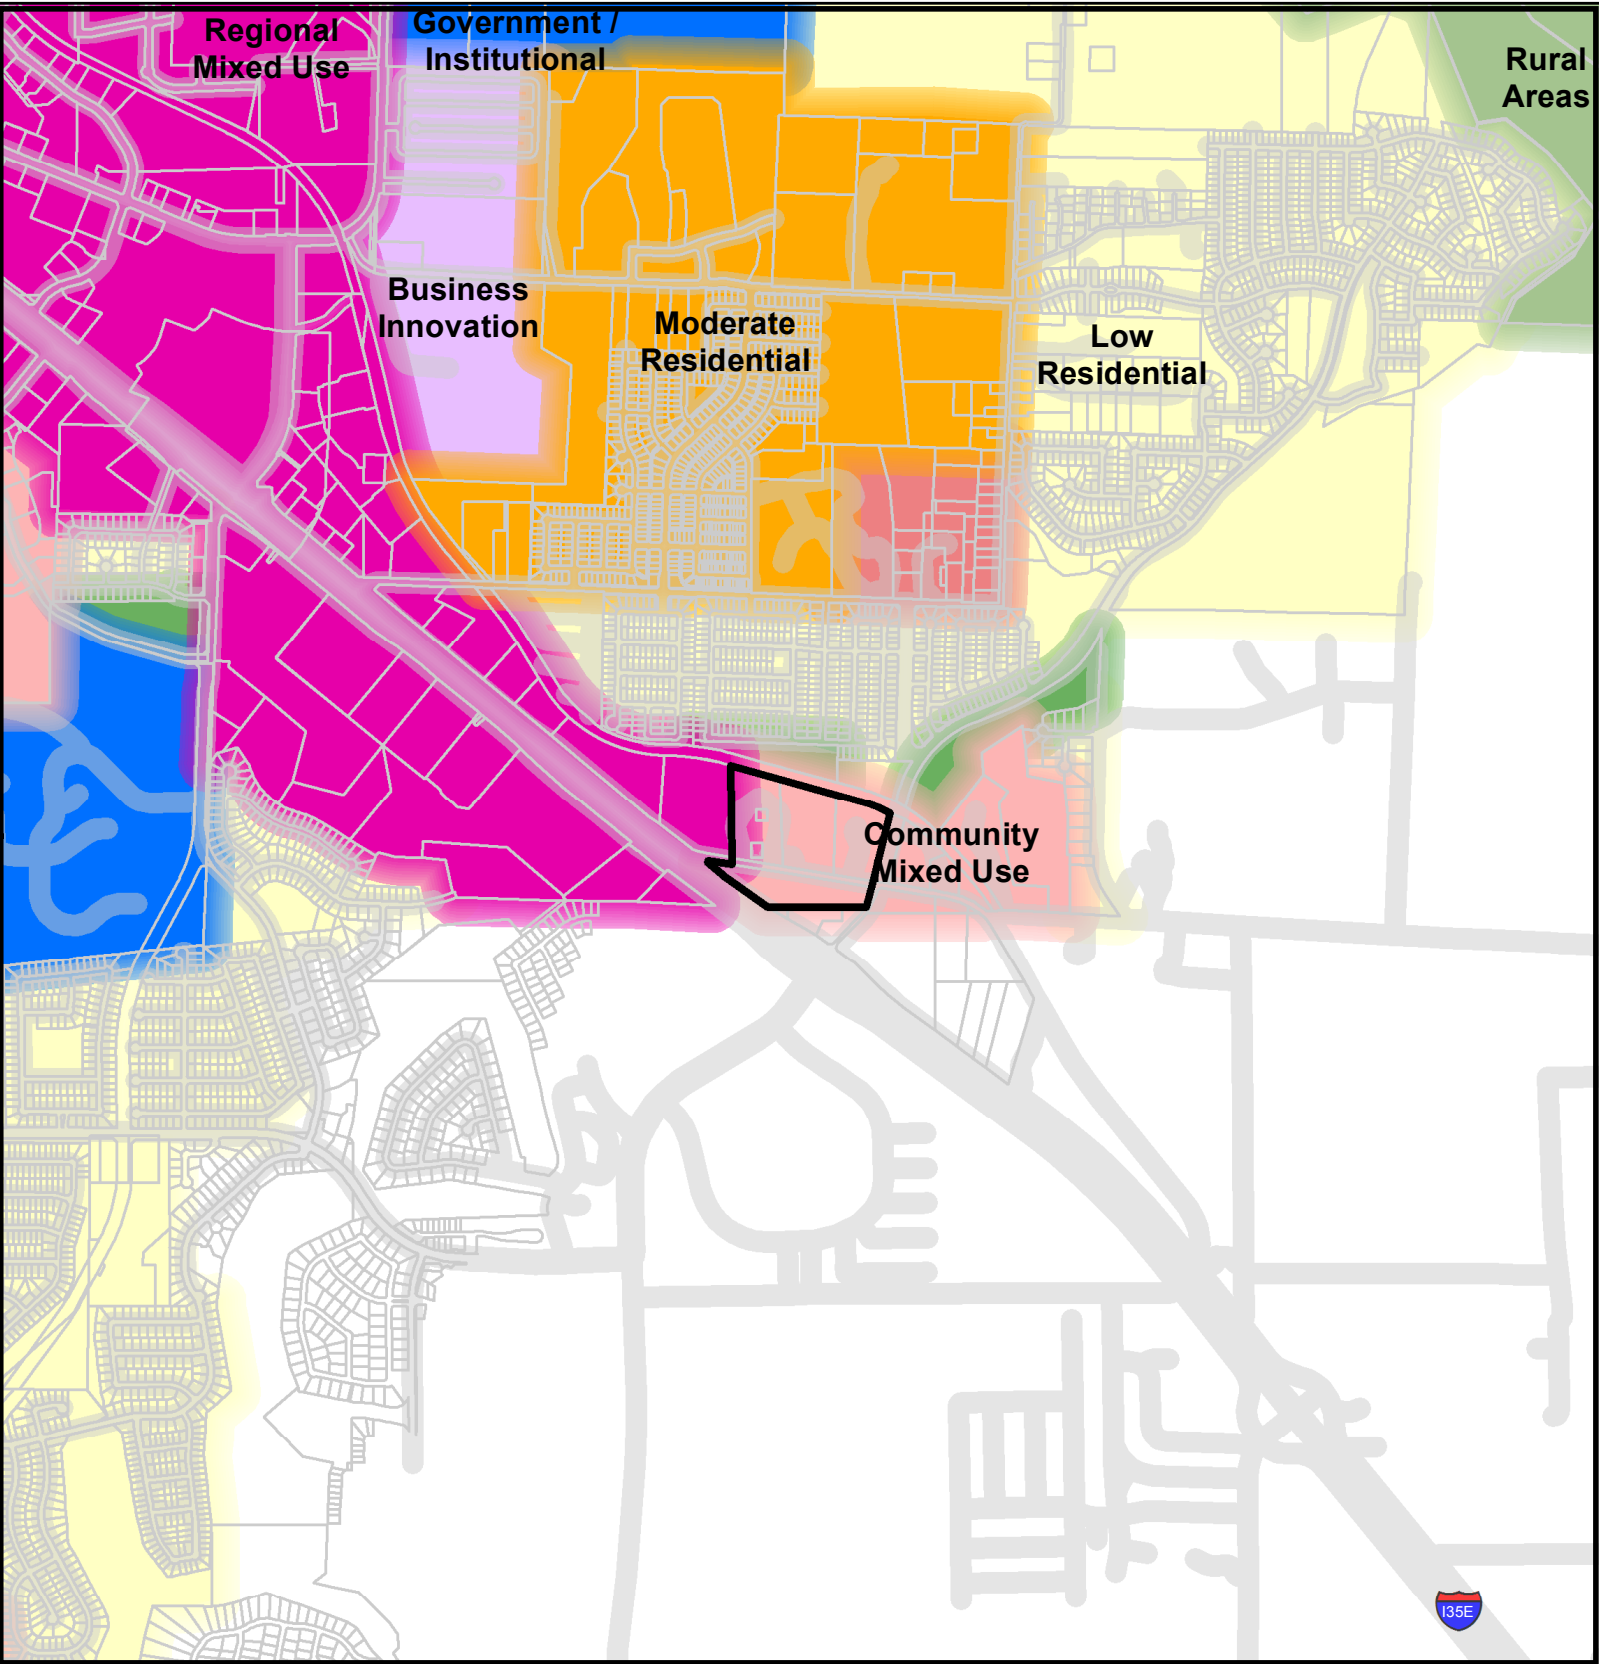 Regional
Mixed Use
Government /
Institutional
Rural
Areas
Business
Innovation
Moderate
Residential
Low
Residential
Community
Mixed Use
I35E